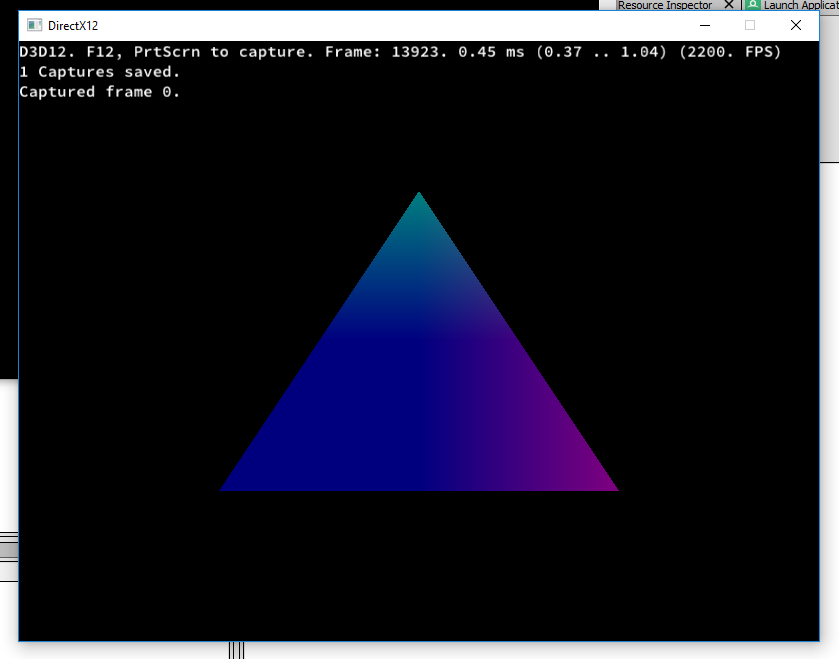 Resource Inspector
Launch Applicat
DirectX12
D3D12. F12, PrtScrn to capture. Frame: 13923. 0.45 ms (0.37 .. 1.04) (2200. FPS)
1 Captures saved.
Captured frame 0.